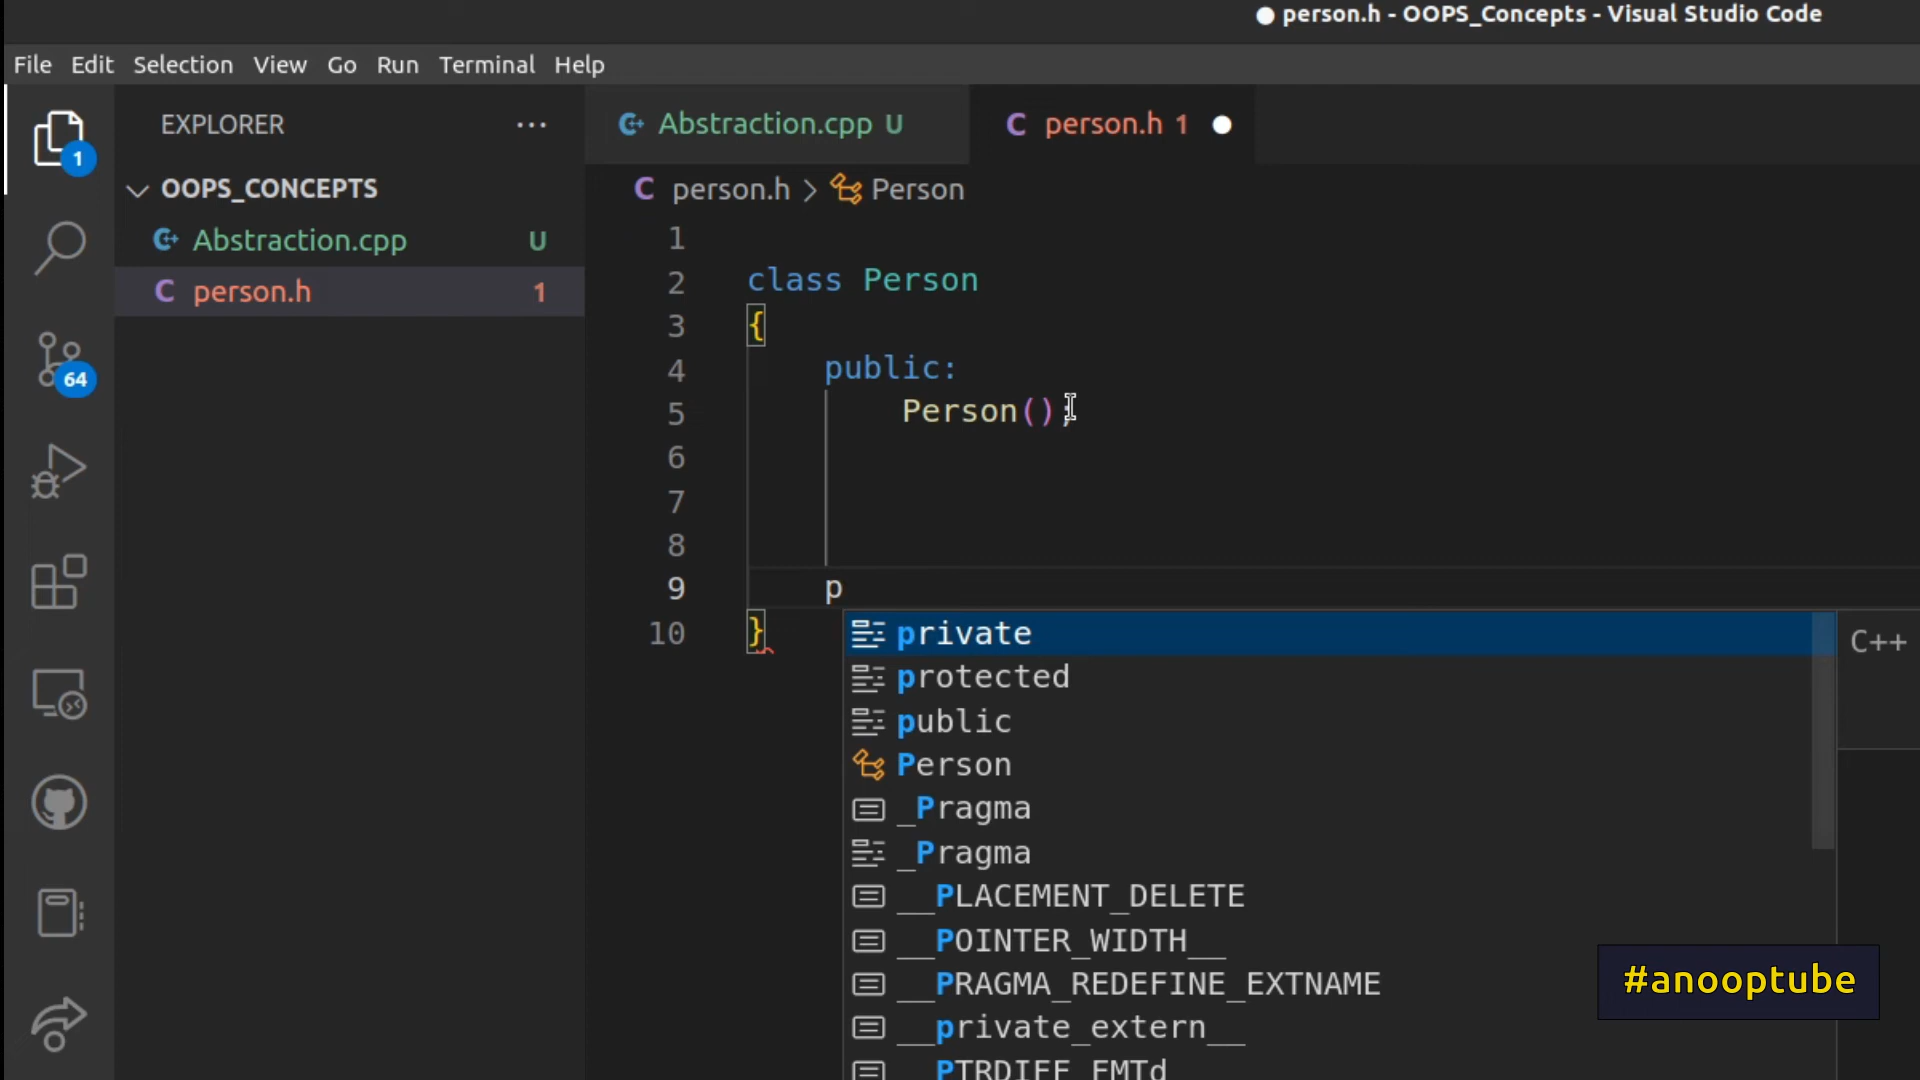 person.h - OOPS_Concepts - Visual Studio Code
File Edit Selection View Go Run Terminal Help
EXPLORER ...
Abstraction.cpp U
person.h 1
1
OOPS_CONCEPTS
person.h > Person
Abstraction.cpp U
person.h 1
64
1
2 class Person
3 {
4 public:
5 Person();
6
7
8
9 p
10 }
private
C++
protected
public
Person
_Pragma
_Pragma
__PLACEMENT_DELETE
__POINTER_WIDTH__
__PRAGMA_REDEFINE_EXTNAME
__private_extern__
__PTRDIFF_FMTd
#anooptube